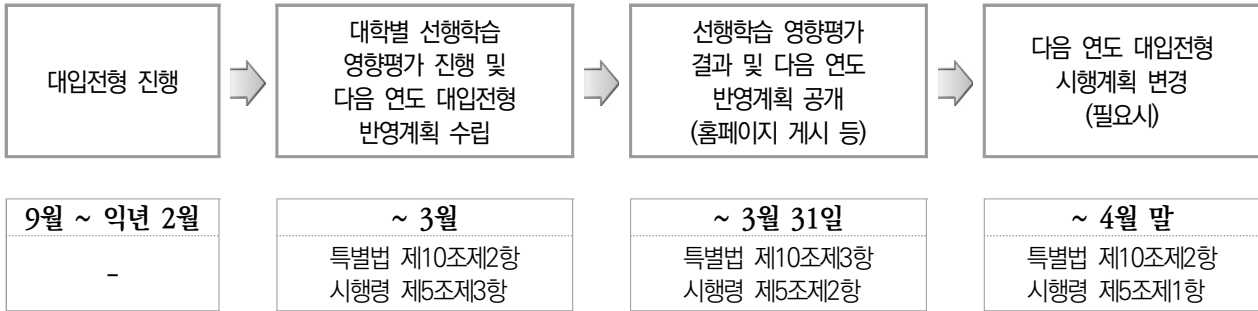 대입전형 진행
대학별 선행학습
영향평가 진행 및
다음 연도 대입전형
반영계획 수립
선행학습 영향평가
결과 및 다음 연도
반영계획 공개
(홈페이지 게시 등)
다음 연도 대입전형
시행계획 변경
(필요시)
9월 ~ 익년 2월
-
~ 3월
특별법 제10조제2항
시행령 제5조제3항
~ 3월 31일
특별법 제10조제3항
시행령 제5조제2항
~ 4월 말
특별법 제10조제2항
시행령 제5조제1항